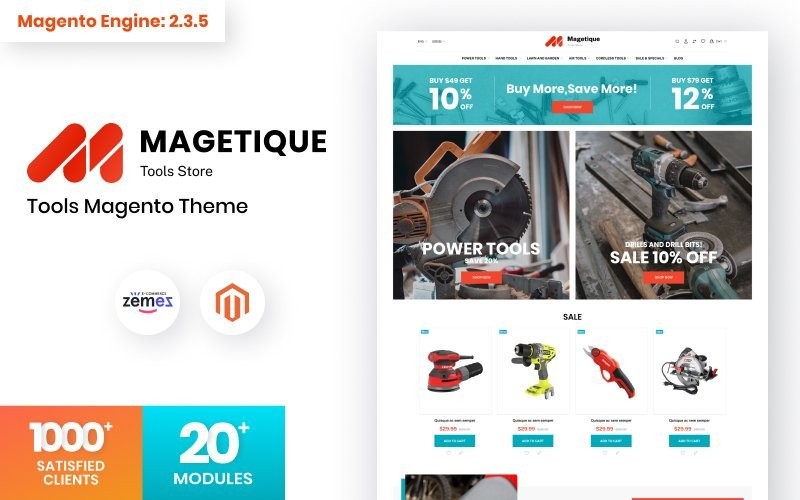 Magento Engine: 2.3.5
MAGETIQUE
Tools Store
Tools Magento Theme
zemez
1000+
SATISFIED
CLIENTS
20+
MODULES
Magetique
POWER TOOLS
HAND TOOLS
LAWN AND GARDEN
AIR TOOLS
CORDLESS TOOLS
SALE & SPECIALS
BLOG
BUY $49 GET
10%
OFF
Buy More,Save More!
SHOP NOW
BUY $79 GET
12%
OFF
POWER TOOLS
SAVE 20%
SHOP NOW
DRILLES AND DRILL BITS!
SALE 10% OFF
SHOP NOW
SALE
Quisque ac sem semper
Quisque ac sem semper
Quisque ac sem semper
Quisque ac sem semper
$29.99
$29.99
$29.99
$29.99
ADD TO CART
ADD TO CART
ADD TO CART
ADD TO CART